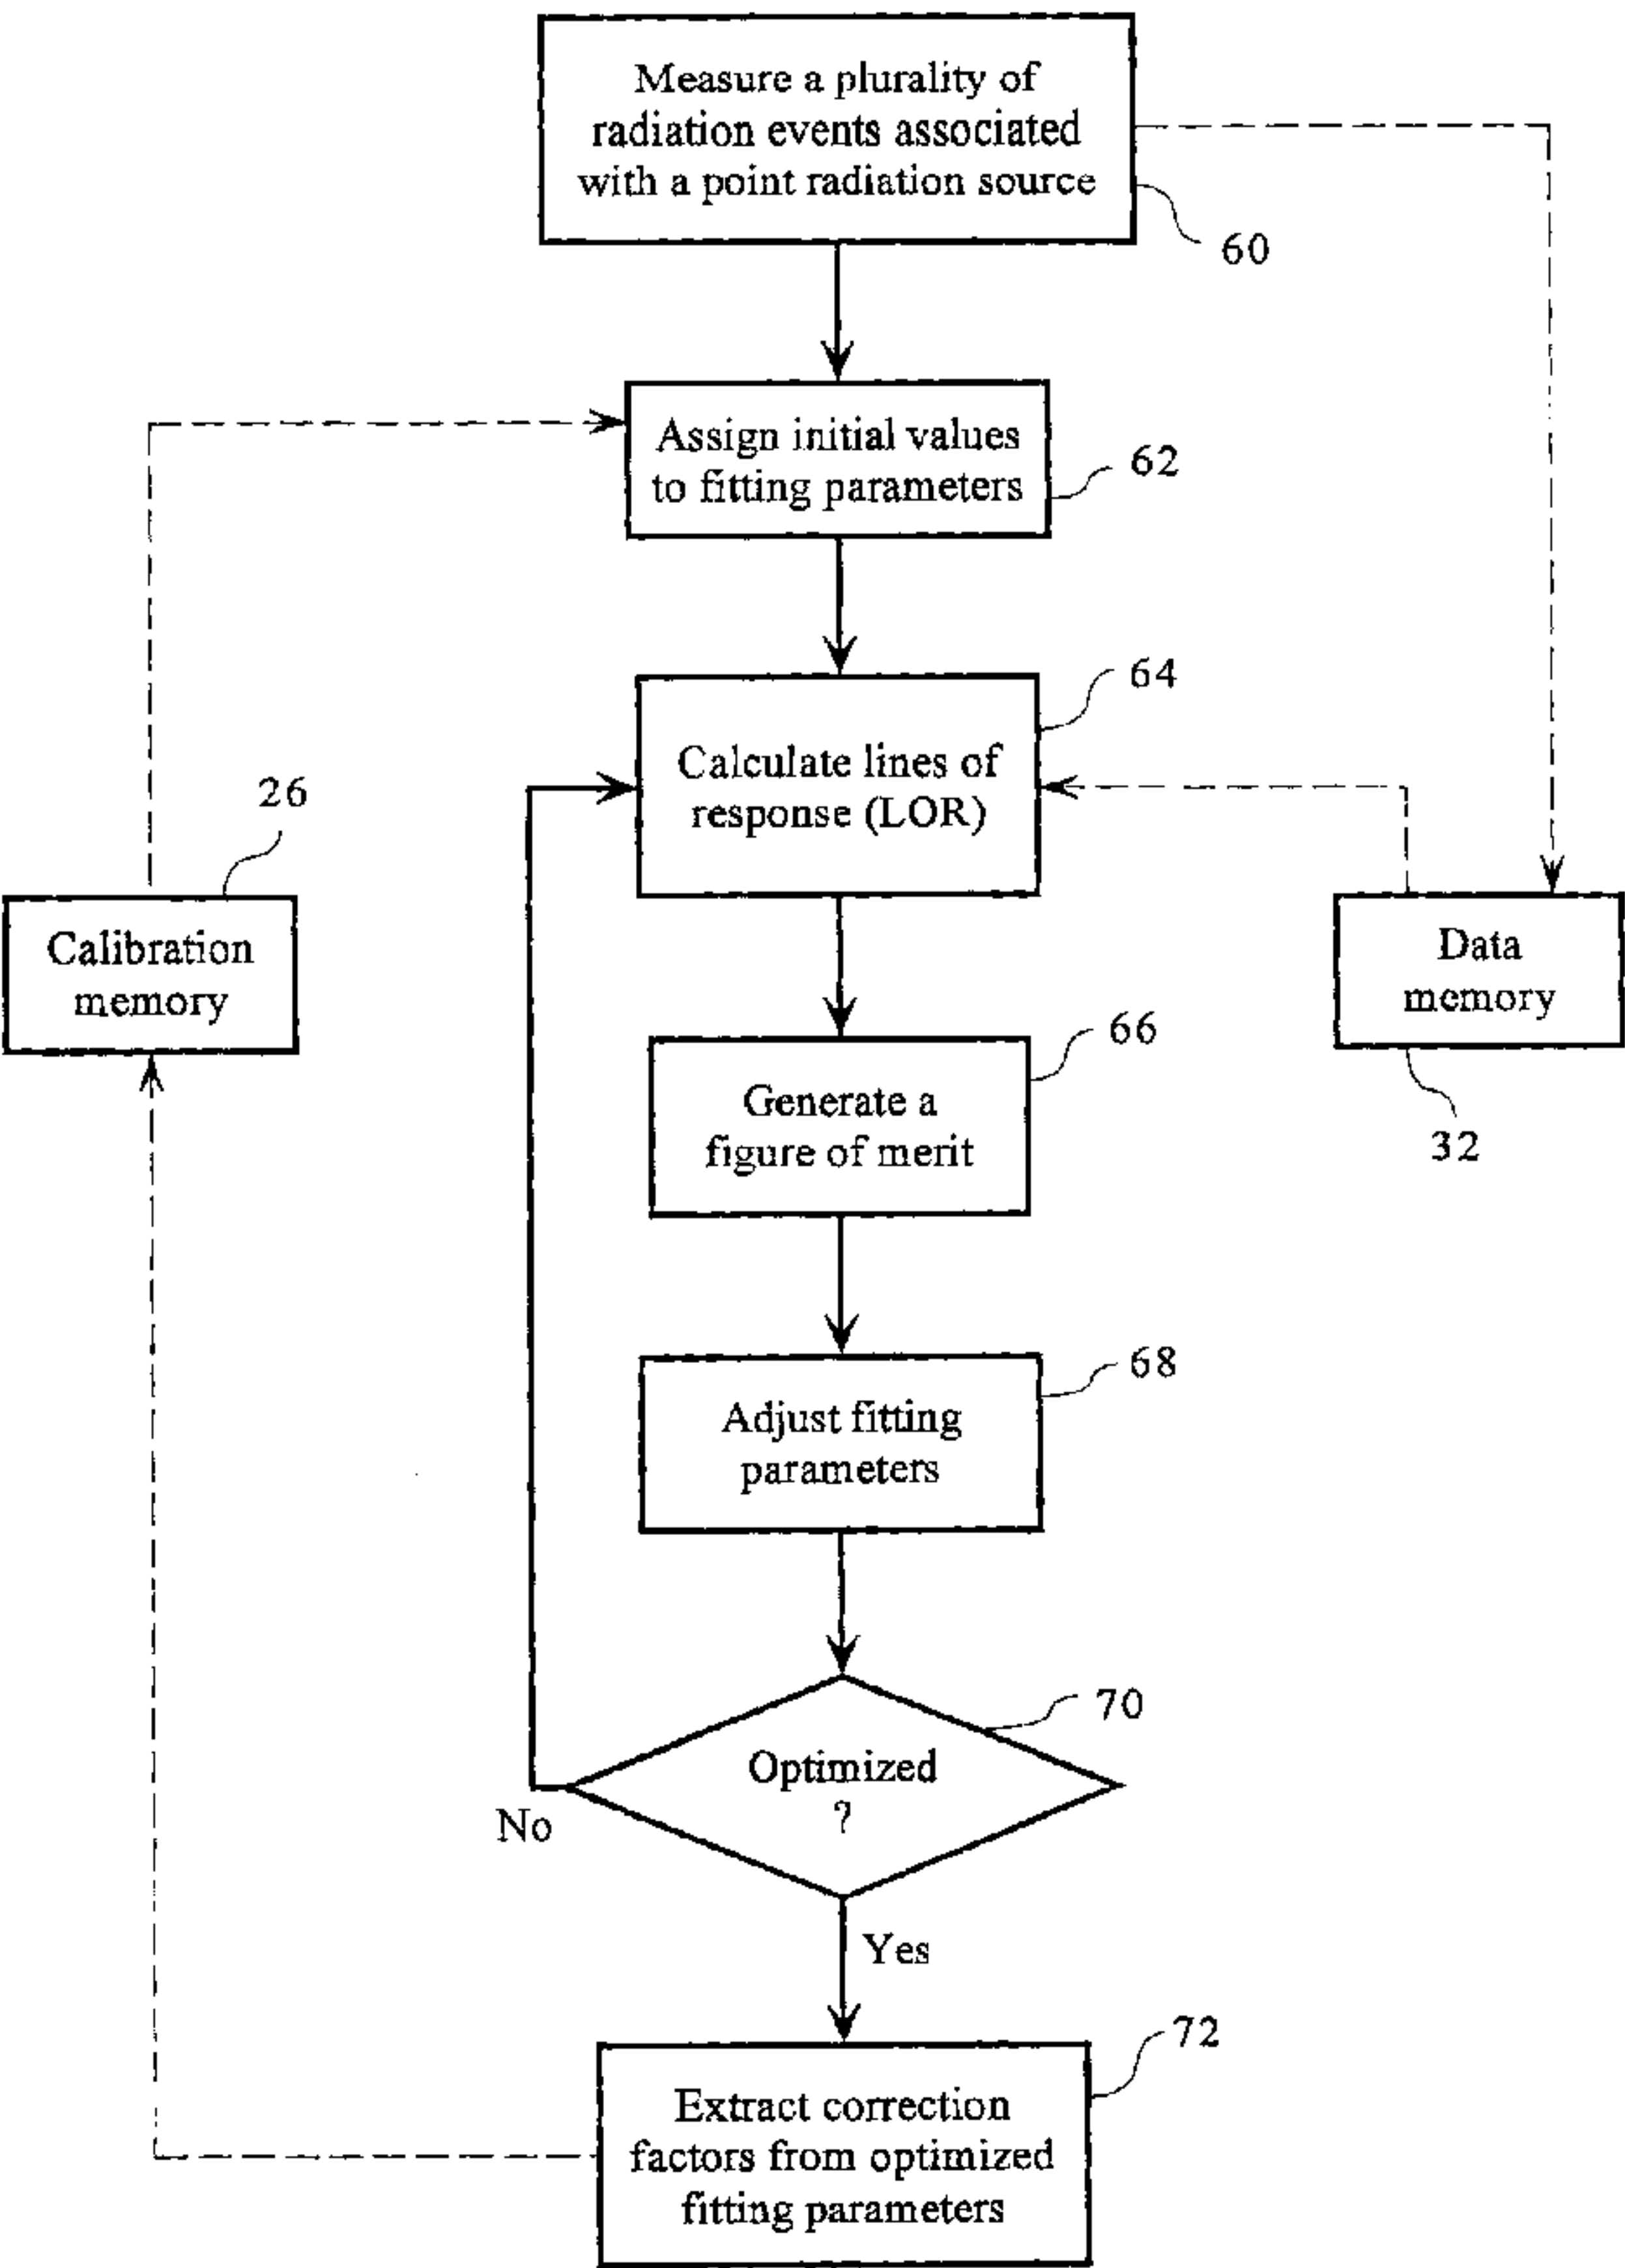 Measure a plurality of
radiation events associated
with a point radiation source
60
Assign initial values
to fitting parameters
62
64
Calculate lines of
response (LOR)
26
Calibration
memory
Data
memory
32
66
Generate a
figure of merit
68
Adjust fitting
parameters
70
Optimized
?
No
Yes
72
Extract correction
factors from optimized
fitting parameters